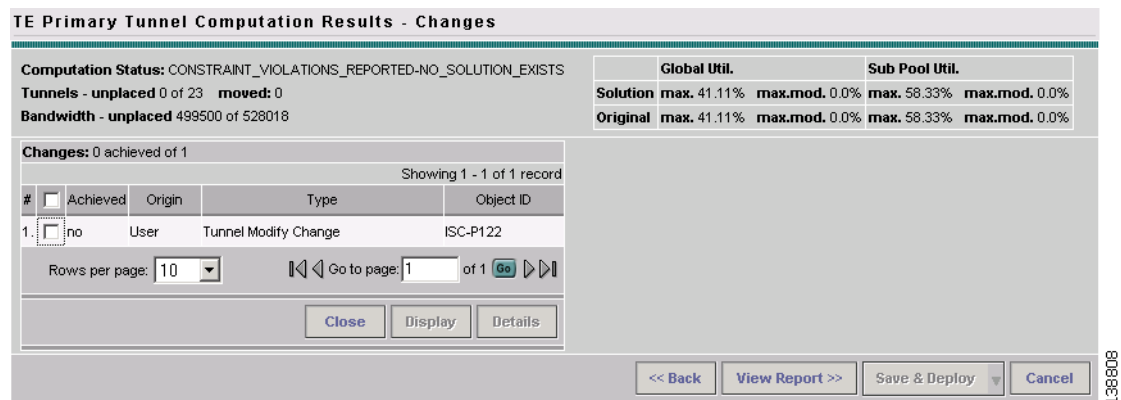 TE Primary Tunnel Computation Results - Changes
Computation Status: CONSTRAINT_VIOLATIONS_REPORTED-NO_SOLUTION_EXISTS
Tunnels - unplaced 0 of 23 moved: 0
Bandwidth - unplaced 499500 of 528018
Global Util. Sub Pool Util.
Solution max. 41.11% max.mod. 0.0% max. 58.33% max.mod. 0.0%
Original max. 41.11% max.mod. 0.0% max. 58.33% max.mod. 0.0%
Changes: 0 achieved of 1
Showing 1 - 1 of 1 record
# Achieved Origin Type Object ID
1. no User Tunnel Modify Change ISC-P122
Rows per page: 10 Go to page: 1 of 1 Go
Close Display Details
<< Back View Report >> Save & Deploy Cancel
138808